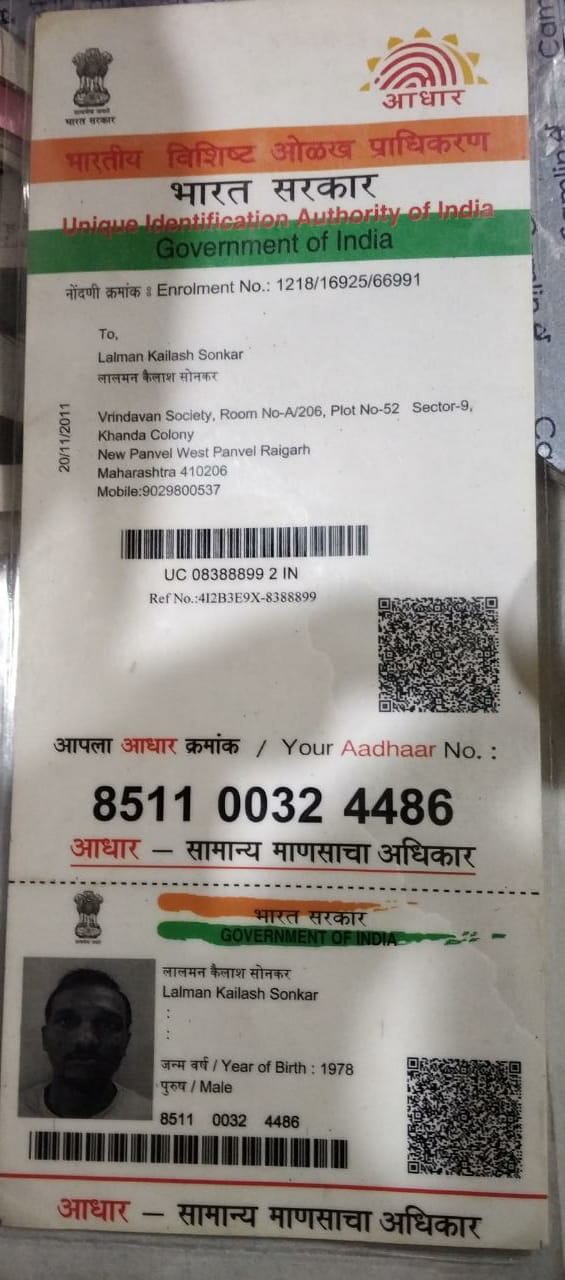 आधार
सत्यमेव जयते
भारत सरकार
भारतीय विशिष्ट ओळख प्राधिकरण
भारत सरकार
Unique Identification Authority of India
Government of India
नोंदणी क्रमांक : Enrolment No.: 1218/16925/66991
To,
Lalman Kailash Sonkar
लालमन कैलाश सोनकर
20/11/2011
Vrindavan Society, Room No-A/206, Plot No-52 Sector-9,
Khanda Colony
New Panvel West Panvel Raigarh
Maharashtra 410206
Mobile:9029800537
UC 08388899 2 IN
Ref No.:4I2B3E9X-8388899
आपला आधार क्रमांक / Your Aadhaar No. :
8511 0032 4486
आधार — सामान्य माणसाचा अधिकार
भारत सरकार
GOVERNMENT OF INDIA
लालमन कैलाश सोनकर
Lalman Kailash Sonkar
:
:
जन्म वर्ष / Year of Birth : 1978
पुरुष / Male
8511 0032 4486
आधार — सामान्य माणसाचा अधिकार